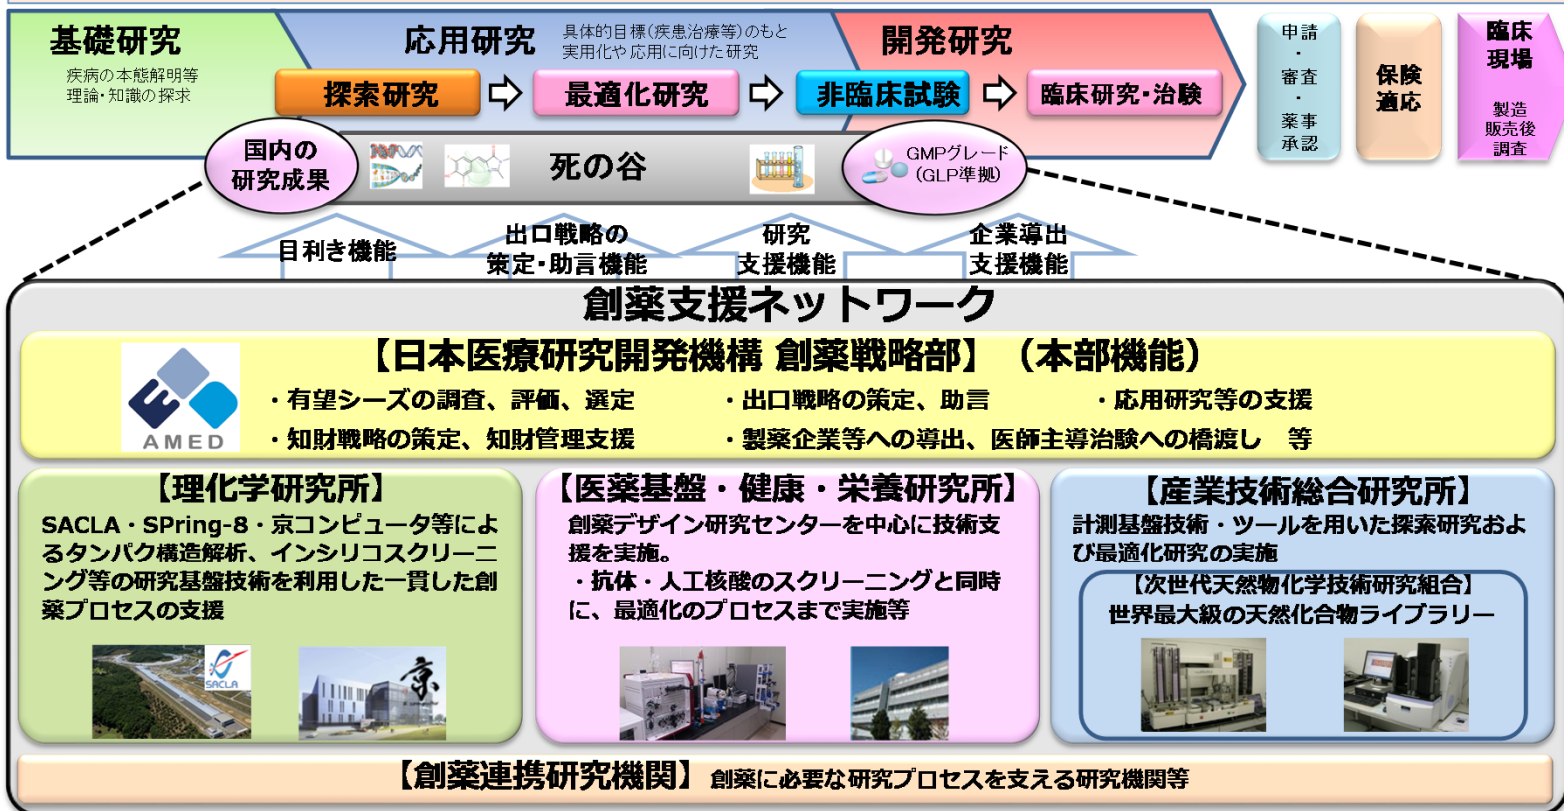 基礎研究
疾病の本態解明等
理論・知識の探求
応用研究
具体的目標(疾患治療等)のもと
実用化や応用に向けた研究
開発研究
探索研究
最適化研究
非臨床試験
臨床研究・治験
申請
・
審査
・
薬事
承認
保険
適応
臨床
現場
製造
販売後
調査
国内の
研究成果
死の谷
GMPグレード
(GLP準拠)
目利き機能
出口戦略の
策定・助言機能
研究
支援機能
企業導出
支援機能
創薬支援ネットワーク
【日本医療研究開発機構 創薬戦略部】（本部機能）
AMED
・有望シーズの調査、評価、選定
・出口戦略の策定、助言
・応用研究等の支援
・知財戦略の策定、知財管理支援
・製薬企業等への導出、医師主導治験への橋渡し　等
【理化学研究所】
SACLA・SPring-8・京コンピュータ等によ
るタンパク構造解析、インシリコスクリーニ
ング等の研究基盤技術を利用した一貫した創
薬プロセスの支援
SACLA
京
【医薬基盤・健康・栄養研究所】
創薬デザイン研究センターを中心に技術支
援を実施。
・抗体・人工核酸のスクリーニングと同時
に、最適化のプロセスまで実施等
【産業技術総合研究所】
計測基盤技術・ツールを用いた探索研究およ
び最適化研究の実施
【次世代天然物化学技術研究組合】
世界最大級の天然化合物ライブラリー
【創薬連携研究機関】創薬に必要な研究プロセスを支える研究機関等